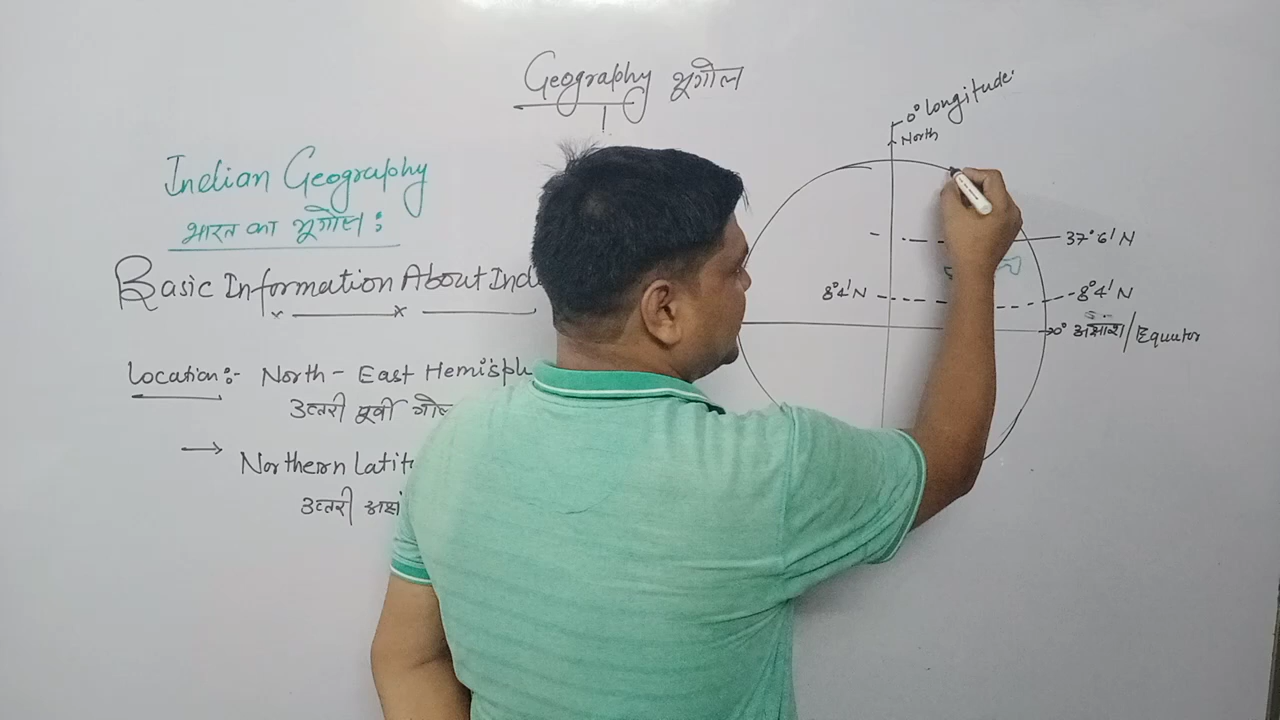 Geography भूगोल
Indian Geography
भारत का भूगोल:
Basic Information About Ind
Location:- North - East Hemisph
उत्तरी पूर्वी गोल
→ Northern Latit
उत्तरी अक्षां
0° longitude
North
37°6' N
8°4' N
8°4' N
0° अक्षांश/Equator